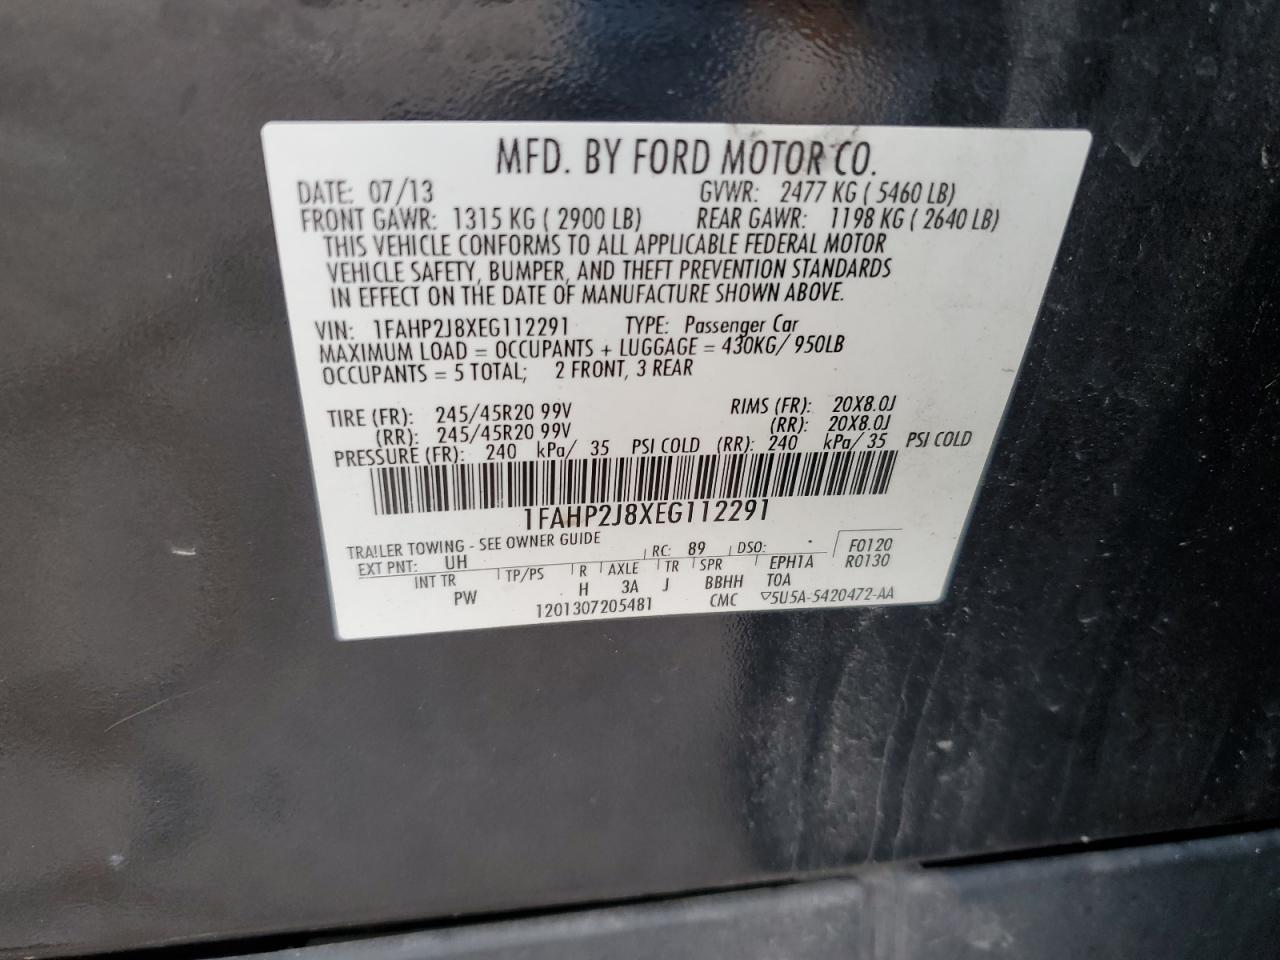 MFD. BY FORD MOTOR CO.
DATE: 07/13 GVWR: 2477 KG ( 5460 LB)
FRONT GAWR: 1315 KG ( 2900 LB) REAR GAWR: 1198 KG ( 2640 LB)
THIS VEHICLE CONFORMS TO ALL APPLICABLE FEDERAL MOTOR
VEHICLE SAFETY, BUMPER, AND THEFT PREVENTION STANDARDS
IN EFFECT ON THE DATE OF MANUFACTURE SHOWN ABOVE.
VIN: 1FAHP2J8XEG112291 TYPE: Passenger Car
MAXIMUM LOAD = OCCUPANTS + LUGGAGE = 430KG/ 950LB
OCCUPANTS = 5 TOTAL; 2 FRONT, 3 REAR
TIRE (FR): 245/45R20 99V RIMS (FR): 20X8.0J
(RR): 245/45R20 99V (RR): 20X8.0J
PRESSURE (FR): 240 kPa/ 35 PSI COLD (RR): 240 kPa/ 35 PSI COLD
1FAHP2J8XEG112291
TRAILER TOWING - SEE OWNER GUIDE
EXT PNT: UH RC: 89 DSO: F0120
INT TR TP/PS R AXLE TR SPR EPH1A R0130
PW H 3A J BBHH T0A
1201307205481 CMC ▽5U5A-5420472-AA